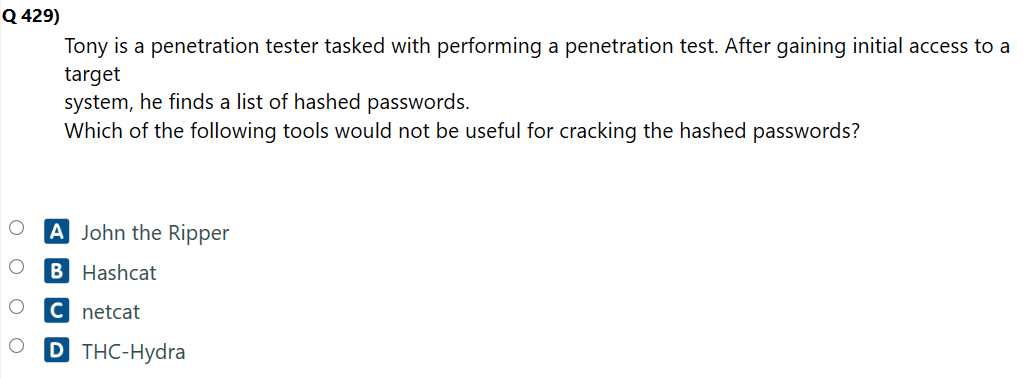 Q 429)
Tony is a penetration tester tasked with performing a penetration test. After gaining initial access to a
target
system, he finds a list of hashed passwords.
Which of the following tools would not be useful for cracking the hashed passwords?
A John the Ripper
B Hashcat
C netcat
D THC-Hydra